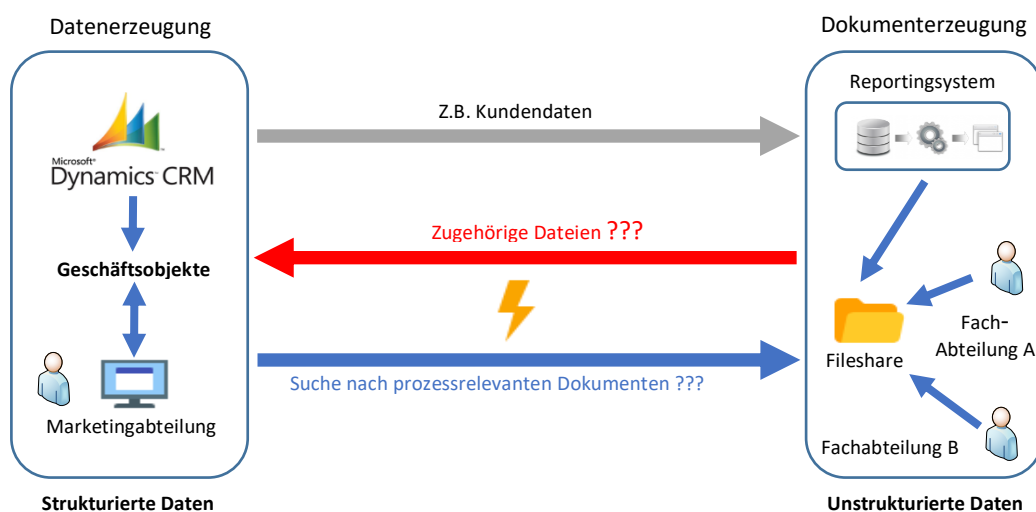 Datenerzeugung
Dokumenterzeugung
Reportingsystem
Z.B. Kundendaten
Microsoft®
Dynamics CRM
Zugehörige Dateien ???
Geschäftsobjekte
Fach-
Abteilung A
Fileshare
Suche nach prozessrelevanten Dokumenten ???
Marketingabteilung
Fachabteilung B
Strukturierte Daten
Unstrukturierte Daten